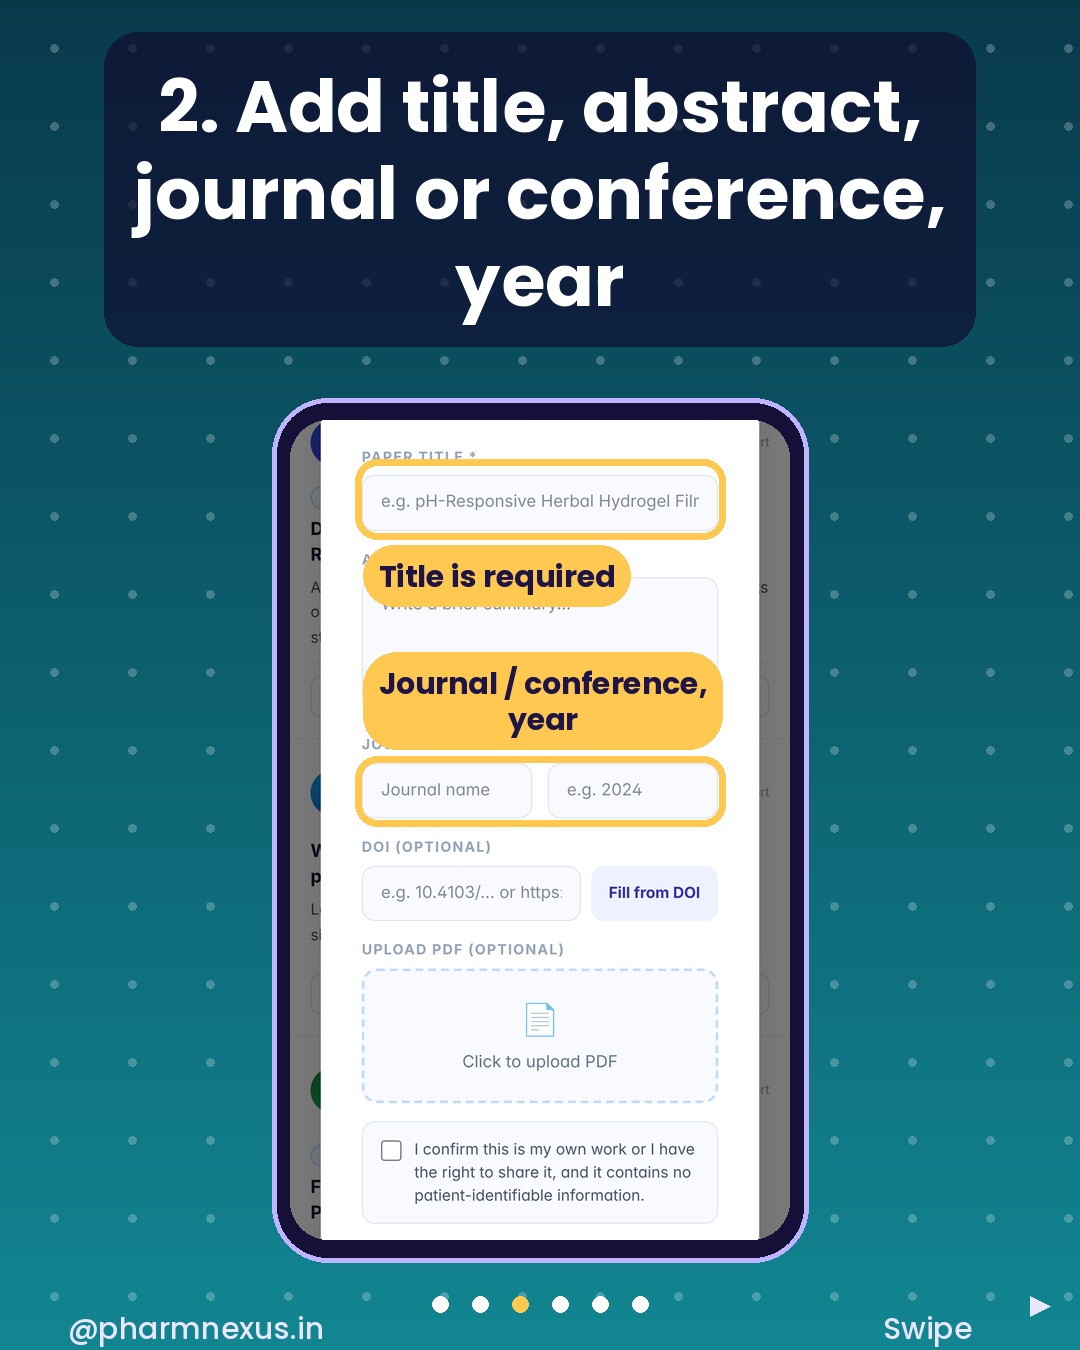 2. Add title, abstract,
journal or conference,
year
PAPER TITLE *
e.g. pH-Responsive Herbal Hydrogel Filr
Title is required
Write a brief summary...
Journal / conference,
year
Journal name
e.g. 2024
DOI (OPTIONAL)
e.g. 10.4103/... or https:
Fill from DOI
UPLOAD PDF (OPTIONAL)
Click to upload PDF
I confirm this is my own work or I have
the right to share it, and it contains no
patient-identifiable information.
@pharmnexus.in
Swipe